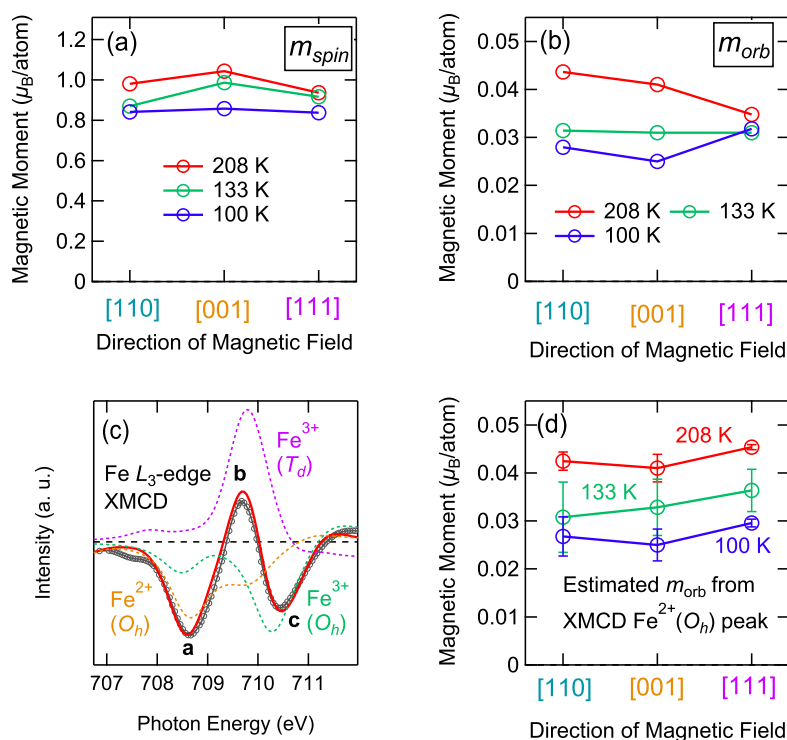 (a)
m_spin
Magnetic Moment (μB/atom)
1.2
1.0
0.8
0.6
0.4
0.2
0
208 K
133 K
100 K
[110] [001] [111]
Direction of Magnetic Field
(b)
m_orb
Magnetic Moment (μB/atom)
0.05
0.04
0.03
0.02
0.01
0
208 K 133 K
100 K
[110] [001] [111]
Direction of Magnetic Field
(c)
Fe L3-edge
XMCD
Fe3+
(Td)
b
Fe2+
(Oh)
a
Fe3+
(Oh)
c
Intensity (a. u.)
707 708 709 710 711
Photon Energy (eV)
(d)
Magnetic Moment (μB/atom)
0.05
0.04
0.03
0.02
0.01
0
208 K
133 K
100 K
Estimated morb from
XMCD Fe2+(Oh) peak
[110] [001] [111]
Direction of Magnetic Field